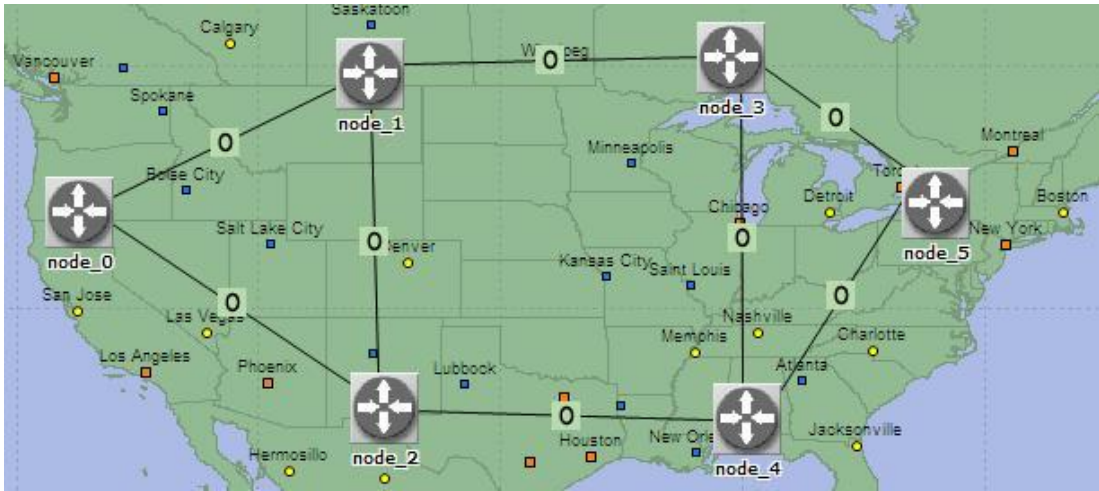 Saskatoon
Calgary
Vancouver
0
Spokane
node_1
node_3
0
0
Montreal
Minneapolis
Boise City
Detroit
Boston
Chicago
Salt Lake City
New York
node_0
0
Denver
0
node_5
Kansas City
Saint Louis
San Jose
0
0
Las Vegas
Nashville
Memphis
Charlotte
Los Angeles
Phoenix
Lubbock
Atlanta
0
Houston
New Orle
Jacksonville
Hermosillo
node_2
node_4